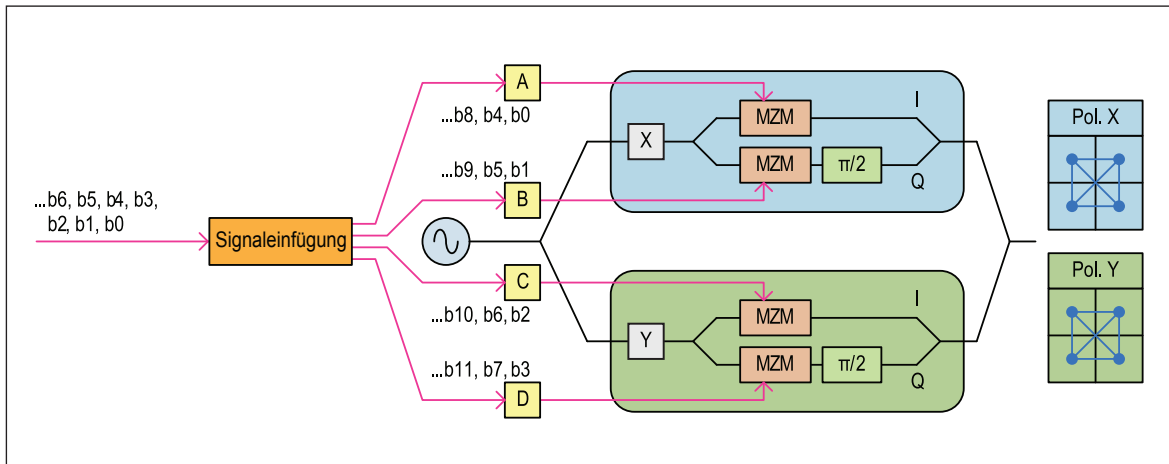 ...b6, b5, b4, b3,
b2, b1, b0
Signaleinfügung
A
...b8, b4, b0
...b9, b5, b1
B
C
...b10, b6, b2
...b11, b7, b3
D
X
MZM
I
MZM
π/2
Q
Y
MZM
I
MZM
π/2
Q
Pol. X
Pol. Y